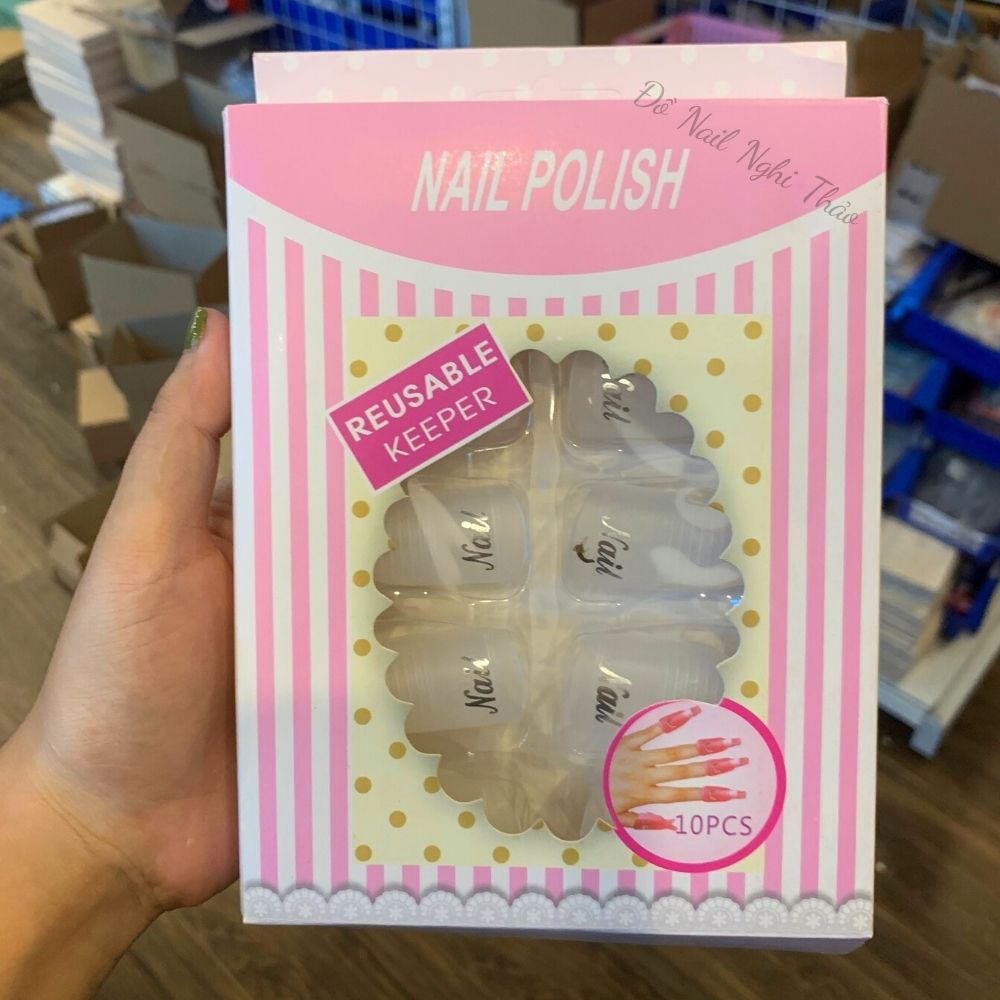 Đồ Nail Nghi Thảo
NAIL POLISH
REUSABLE
KEEPER
Nail
Nail
Nail
Nail
Nail
10PCS